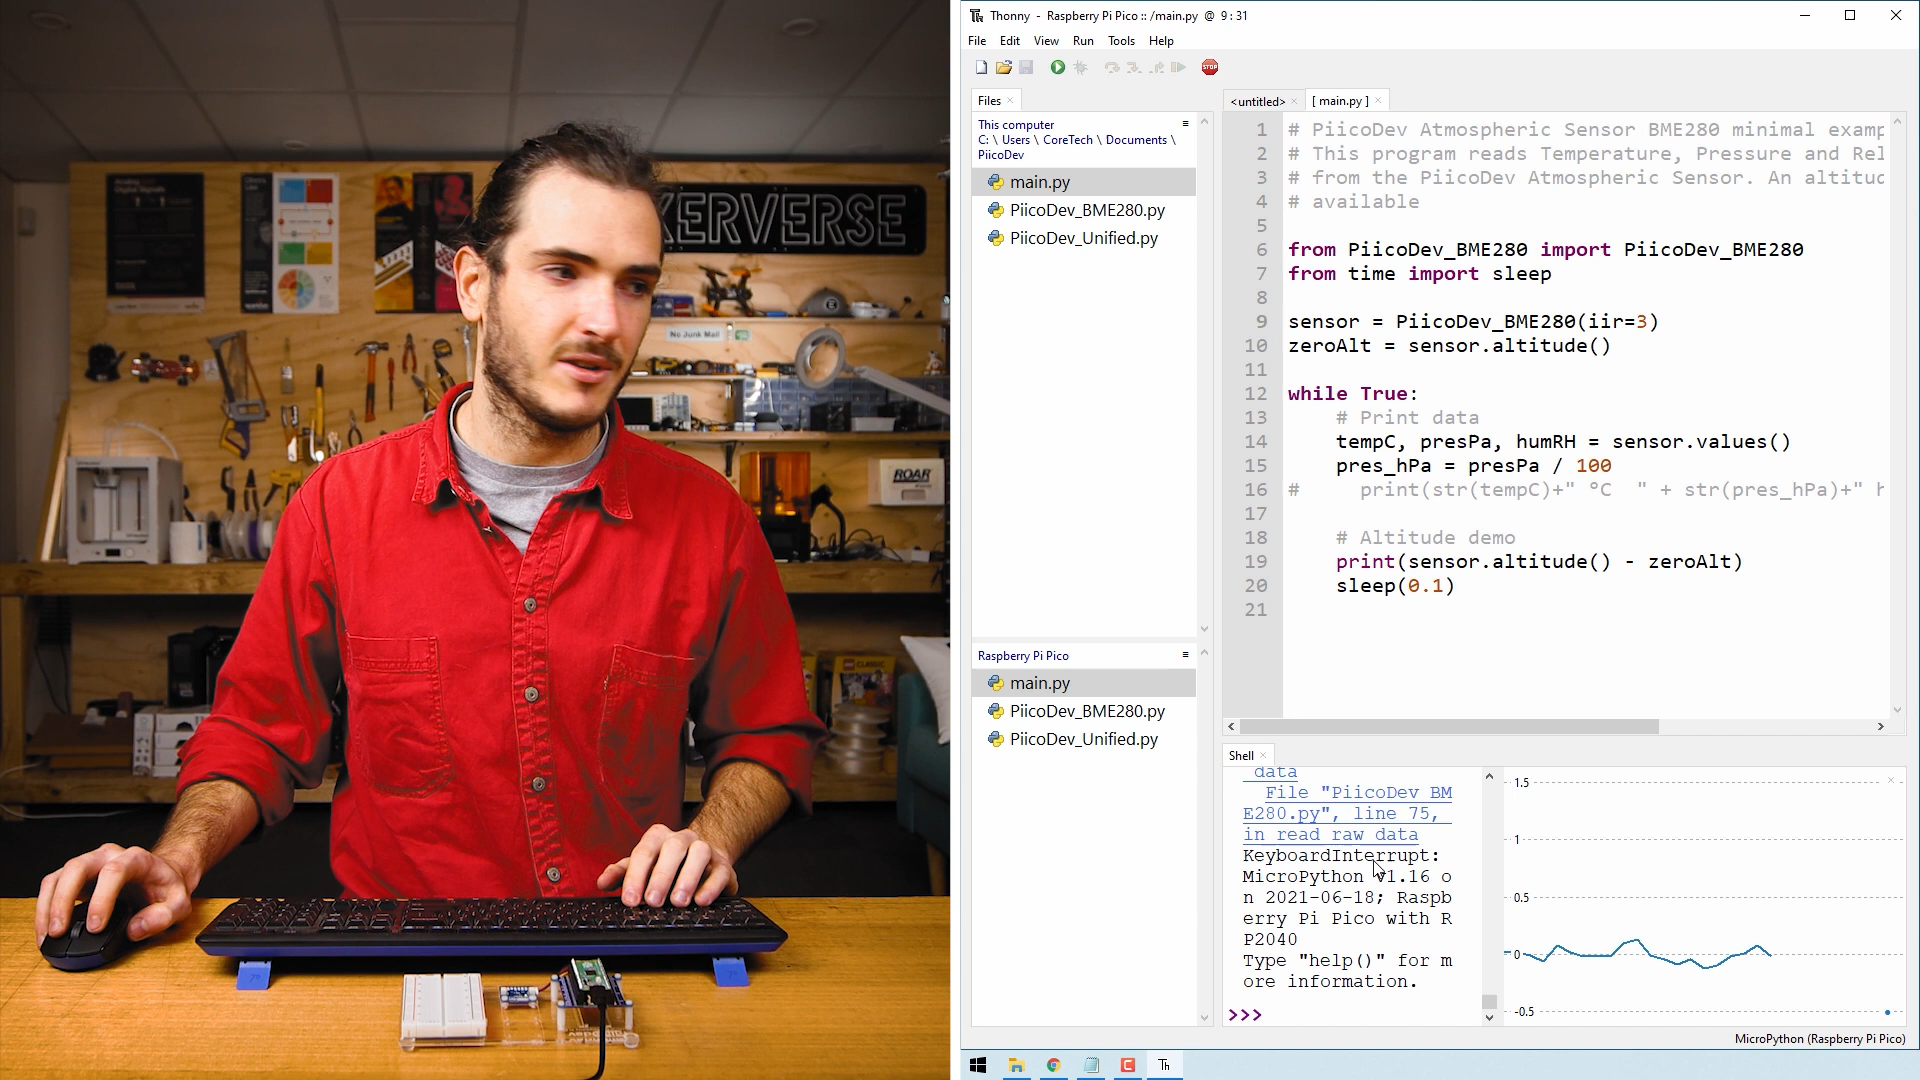 KERVERSE
No Junk Mail
ROAR
CLASSIC
7°
7°
Thonny - Raspberry Pi Pico :: /main.py @ 9 : 31
File Edit View Run Tools Help
STOP
Files
<untitled> [ main.py ]
This computer
C: \ Users \ CoreTech \ Documents \
PiicoDev
main.py
PiicoDev_BME280.py
PiicoDev_Unified.py
Raspberry Pi Pico
main.py
PiicoDev_BME280.py
PiicoDev_Unified.py
1 # PiicoDev Atmospheric Sensor BME280 minimal examp
2 # This program reads Temperature, Pressure and Rel
3 # from the PiicoDev Atmospheric Sensor. An altitud
4 # available
5
6 from PiicoDev_BME280 import PiicoDev_BME280
7 from time import sleep
8
9 sensor = PiicoDev_BME280(iir=3)
10 zeroAlt = sensor.altitude()
11
12 while True:
13 # Print data
14 tempC, presPa, humRH = sensor.values()
15 pres_hPa = presPa / 100
16 # print(str(tempC)+" °C " + str(pres_hPa)+" h
17
18 # Altitude demo
19 print(sensor.altitude() - zeroAlt)
20 sleep(0.1)
21
Shell
data
File "PiicoDev_BM
E280.py", line 75,
in read_raw_data
KeyboardInterrupt:
MicroPython v1.16 o
n 2021-06-18; Raspb
erry Pi Pico with R
P2040
Type "help()" for m
ore information.
>>>
1.5
1
0.5
0
-0.5
MicroPython (Raspberry Pi Pico)
Th